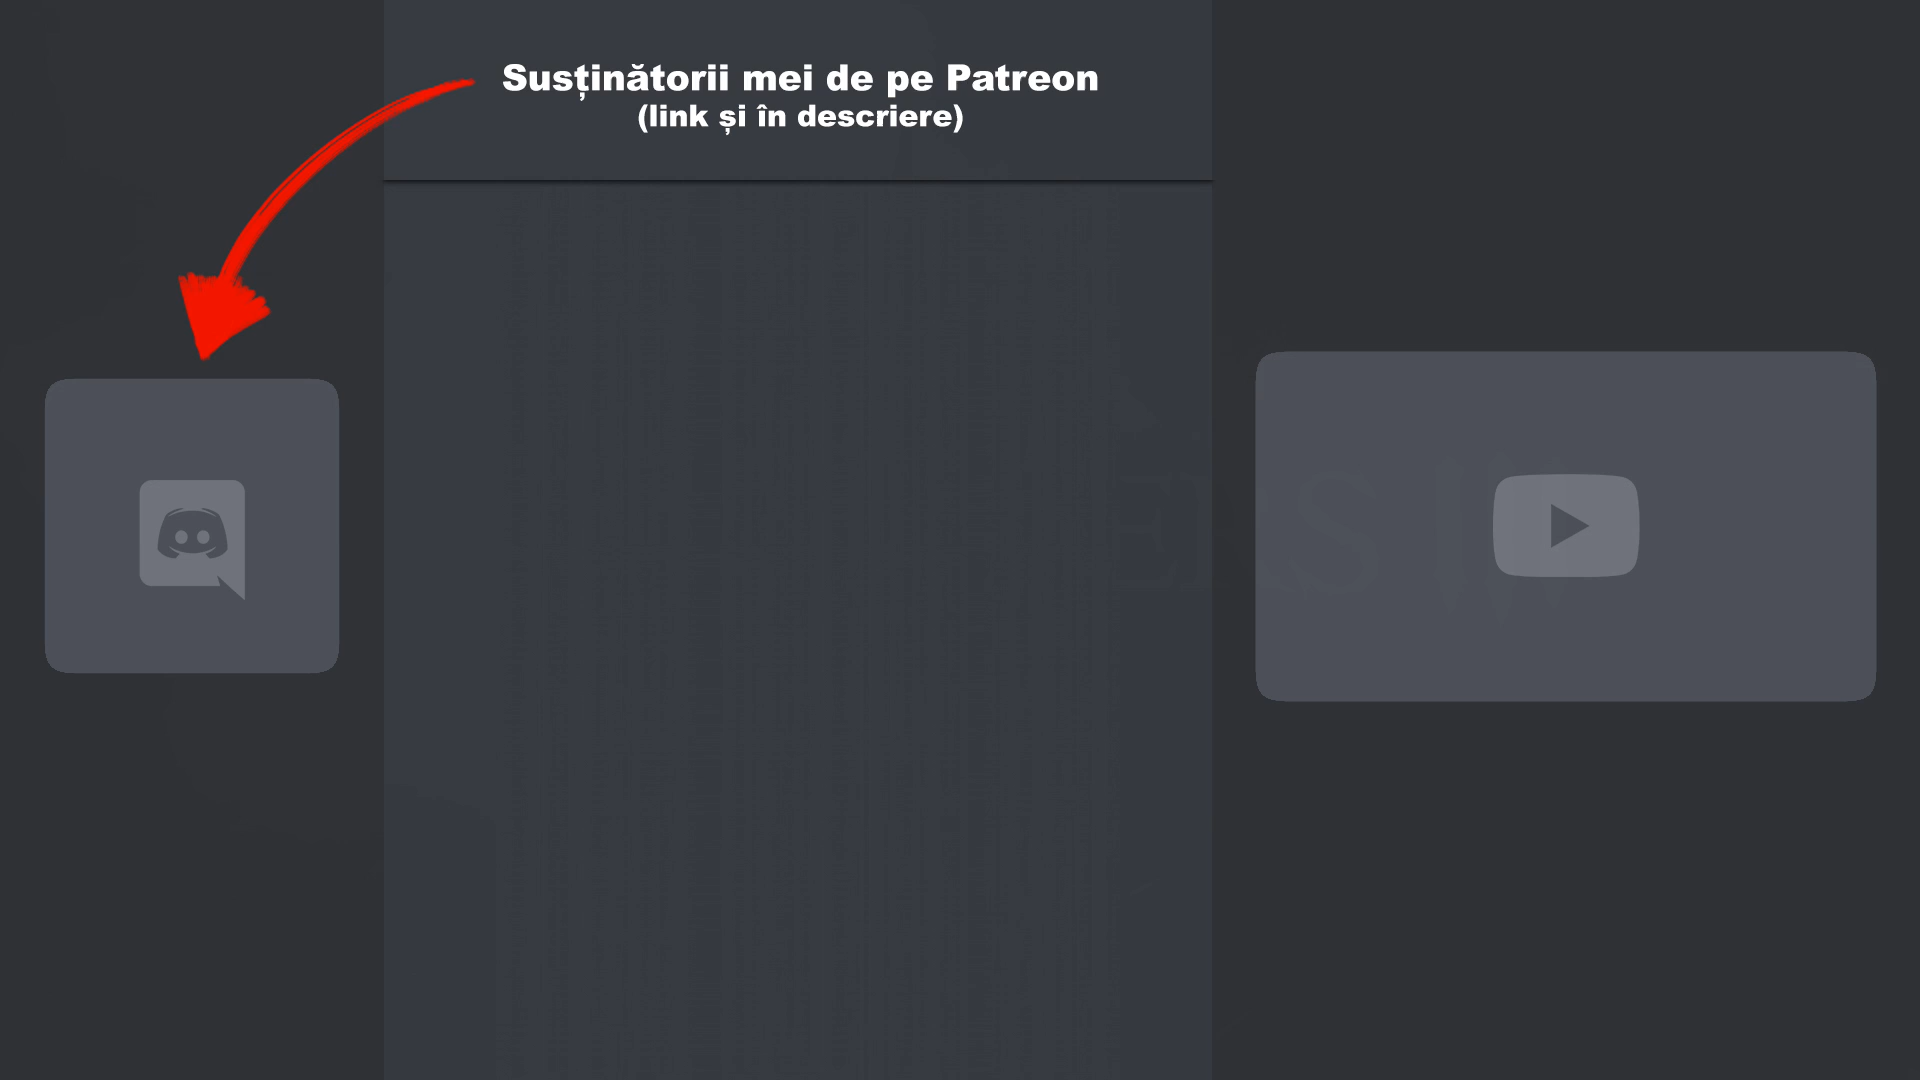 Susținătorii mei de pe Patreon
(link și în descriere)